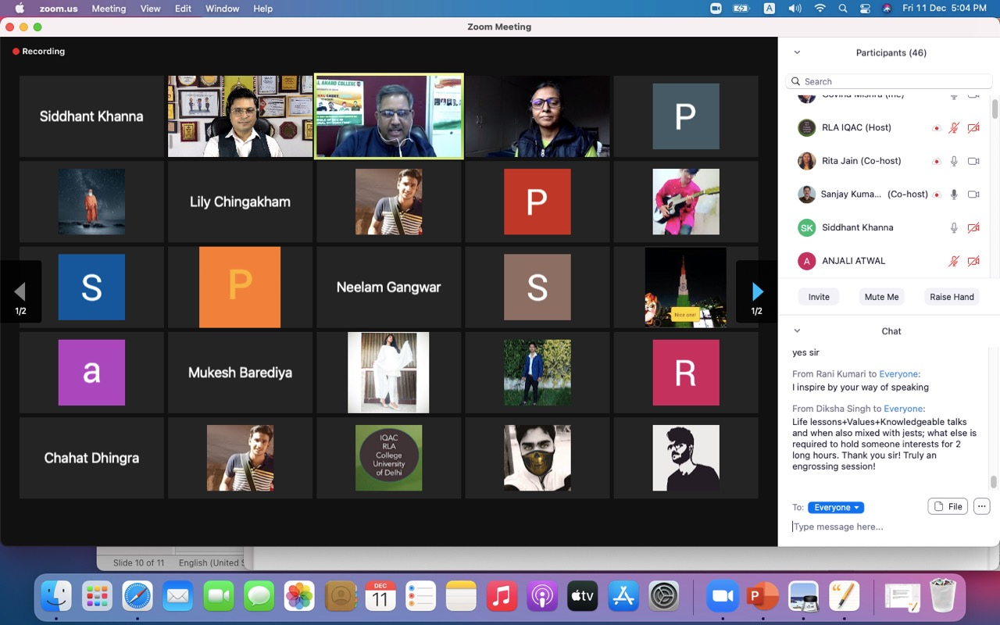 zoom.us Meeting View Edit Window Help
A Fri 11 Dec 5:04 PM
Zoom Meeting
Recording
Participants (46)
Search
RLA IQAC (Host)
Rita Jain (Co-host)
Sanjay Kuma... (Co-host)
SK Siddhant Khanna
A ANJALI ATWAL
Invite Mute Me Raise Hand
Siddhant Khanna
AL ANAND COLLEGE
P
Lily Chingakham
P
S
P
Neelam Gangwar
S
Nice one!
1/2
1/2
a
Mukesh Barediya
R
Chahat Dhingra
IQAC
RLA
College
University
of Delhi
Chat
yes sir
From Rani Kumari to Everyone:
I inspire by your way of speaking
From Diksha Singh to Everyone:
Life lessons+Values+Knowledgeable talks
and when also mixed with jests; what else is
required to hold someone interests for 2
long hours. Thank you sir! Truly an
engrossing session!
To: Everyone File
Type message here...
Slide 10 of 11 English (United S
DEC
11
tv
P